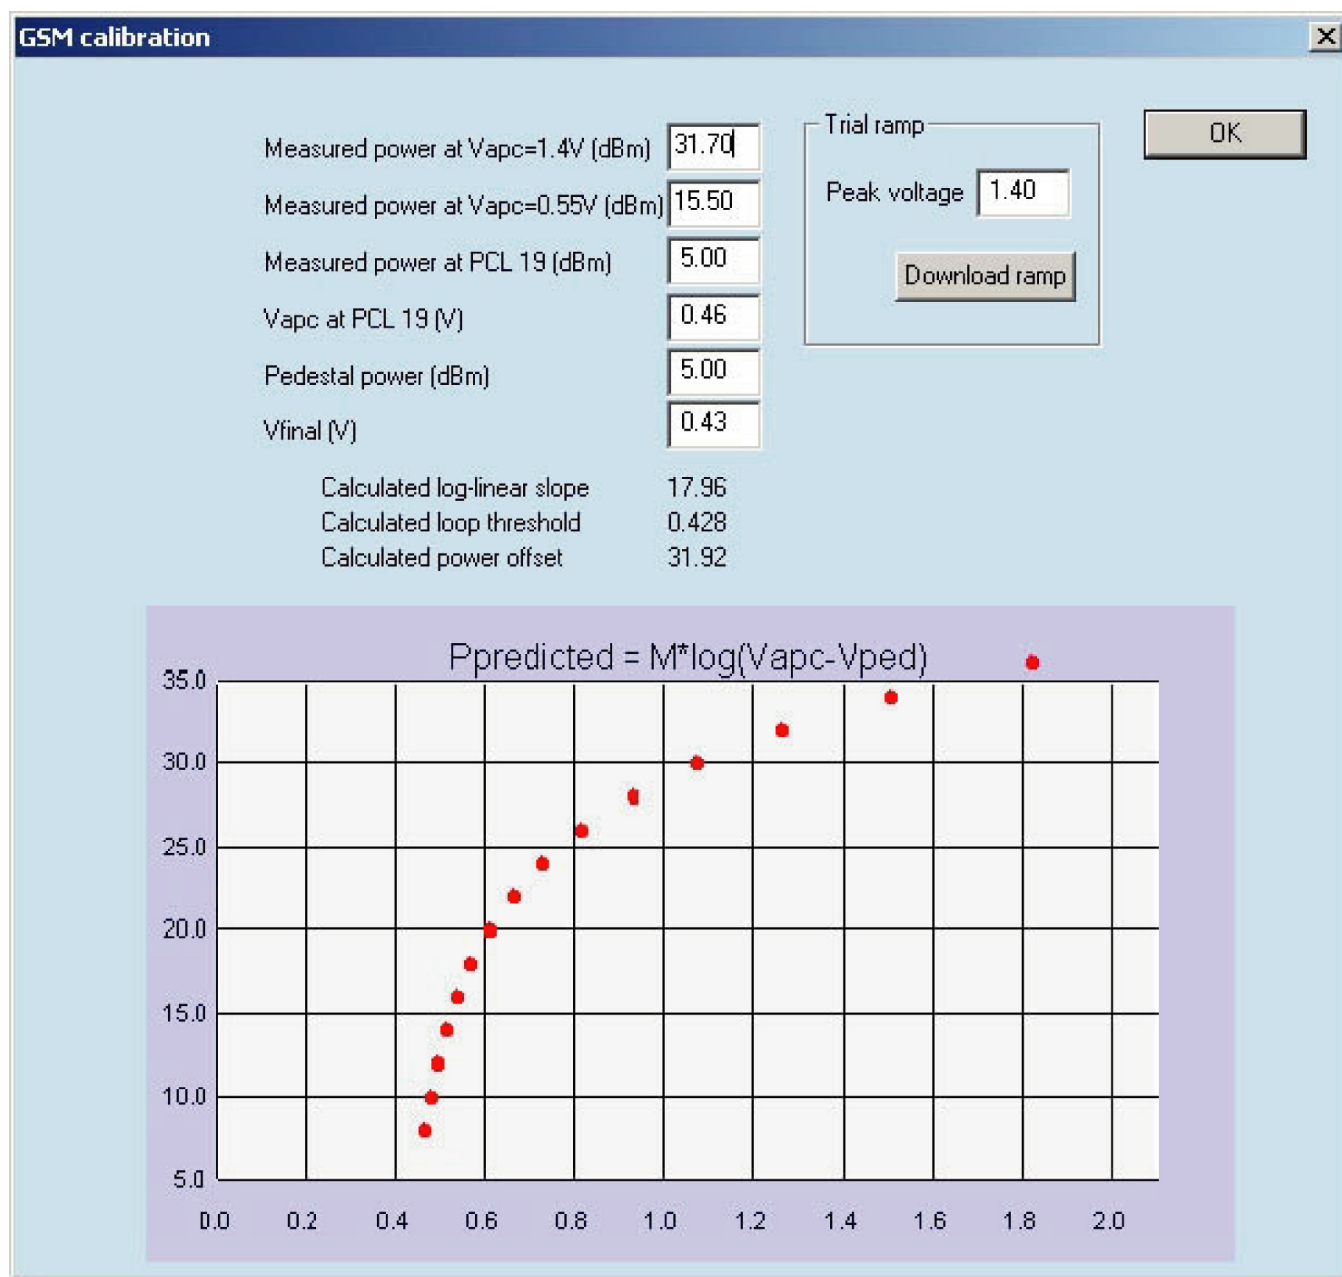 GSM calibration
Measured power at Vapc=1.4V (dBm) 31.70
Measured power at Vapc=0.55V (dBm) 15.50
Measured power at PCL 19 (dBm) 5.00
Vapc at PCL 19 (V) 0.46
Pedestal power (dBm) 5.00
Vfinal (V) 0.43
Trial ramp
Peak voltage 1.40
Download ramp
OK
Calculated log-linear slope 17.96
Calculated loop threshold 0.428
Calculated power offset 31.92
Ppredicted = M*log(Vapc-Vped)
35.0
30.0
25.0
20.0
15.0
10.0
5.0
0.0 0.2 0.4 0.6 0.8 1.0 1.2 1.4 1.6 1.8 2.0